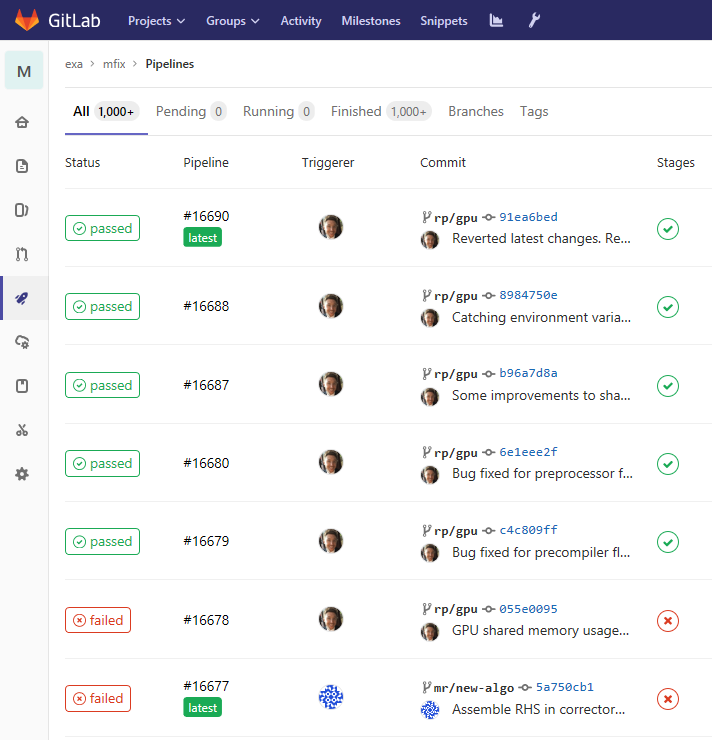 GitLab Projects Groups Activity Milestones Snippets
M exa > mfix > Pipelines
All 1,000+ Pending 0 Running 0 Finished 1,000+ Branches Tags
Status Pipeline Triggerer Commit Stages
passed #16690 latest rp/gpu 91ea6bed
Reverted latest changes. Re...
passed #16688 rp/gpu 8984750e
Catching environment varia...
passed #16687 rp/gpu b96a7d8a
Some improvements to sha...
passed #16680 rp/gpu 6e1eee2f
Bug fixed for preprocessor f...
passed #16679 rp/gpu c4c809ff
Bug fixed for precompiler fl...
failed #16678 rp/gpu 055e0095
GPU shared memory usage...
failed #16677 latest mr/new-algo 5a750cb1
Assemble RHS in corrector...